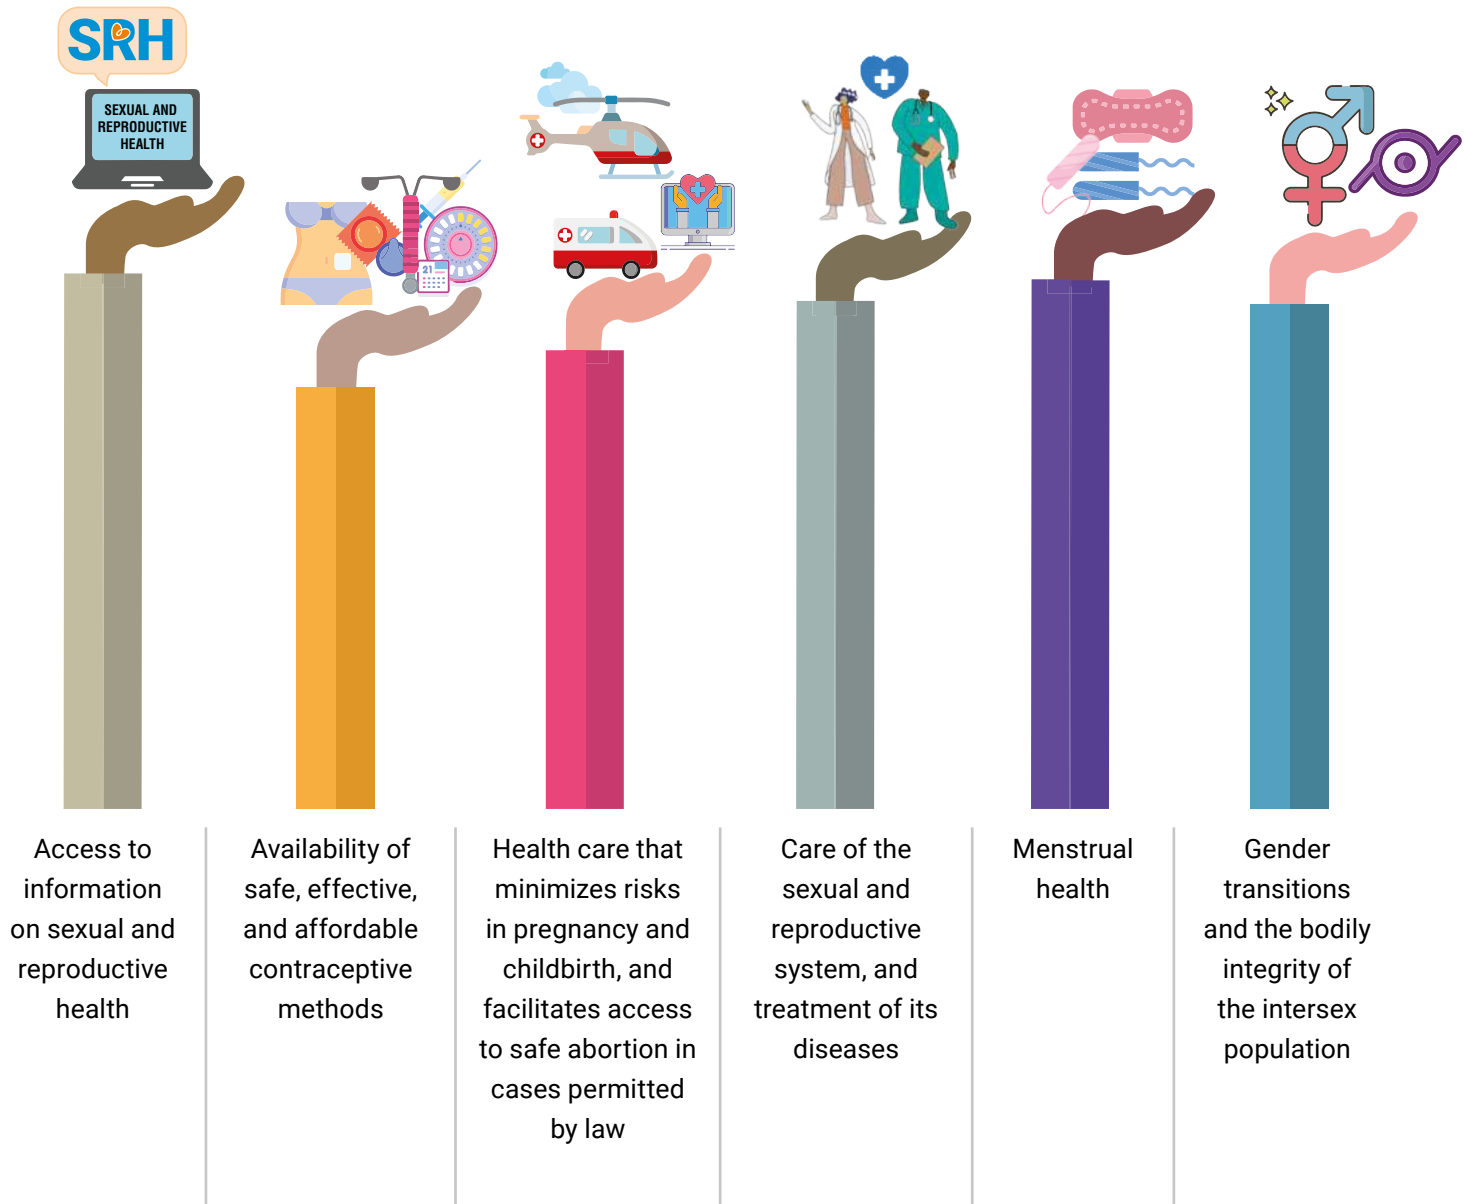 SRH
SEXUAL AND
REPRODUCTIVE
HEALTH
21
Access to
information
on sexual and
reproductive
health
Availability of
safe, effective,
and affordable
contraceptive
methods
Health care that
minimizes risks
in pregnancy and
childbirth, and
facilitates access
to safe abortion in
cases permitted
by law
Care of the
sexual and
reproductive
system, and
treatment of its
diseases
Menstrual
health
Gender
transitions
and the bodily
integrity of
the intersex
population